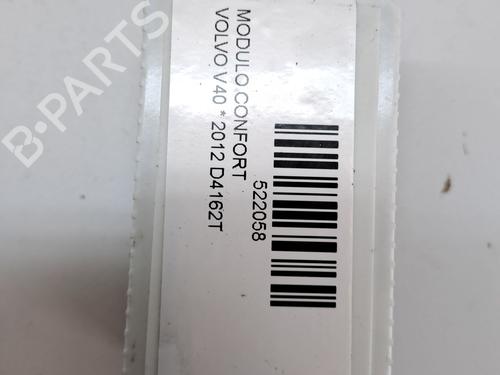 B-PARTS
MODULO.CONFORT
522058
VOLVO V40 * 2012 D4162T